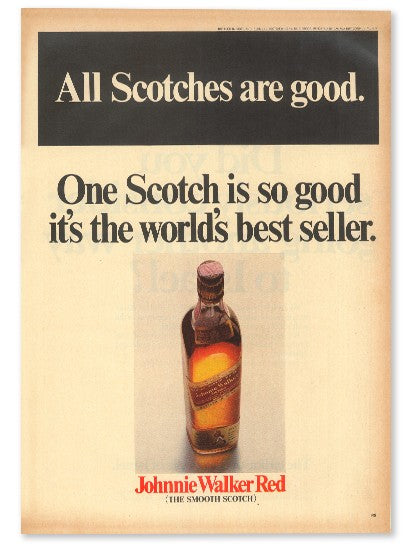 All Scotches are good.
One Scotch is so good
it's the world's best seller.
Johnnie Walker Red
(THE SMOOTH SCOTCH)